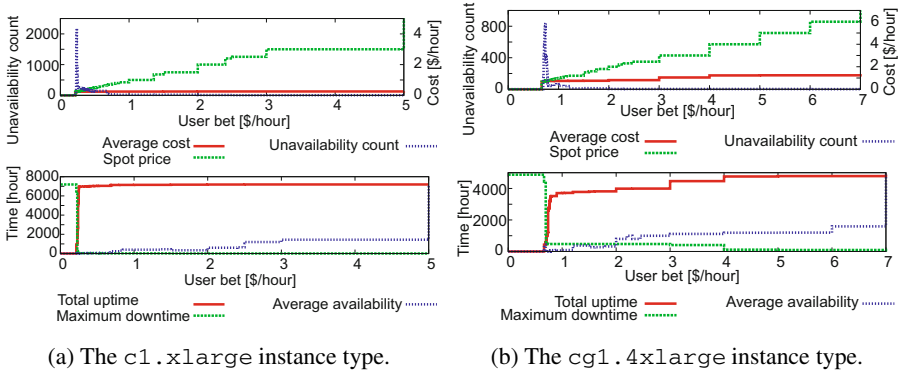 Unavailability count
2500
1500
500
0
0 1 2 3 4 5
4
2
0
Cost [$/hour]
User bet [$/hour]
Average cost
Spot price
Unavailability count
Time [hour]
8000
6000
4000
2000
0
0 1 2 3 4 5
User bet [$/hour]
Total uptime
Maximum downtime
Average availability
(a) The c1.xlarge instance type.
Unavailability count
800
400
0
0 1 2 3 4 5 6 7
6
4
2
0
Cost [$/hour]
User bet [$/hour]
Average cost
Spot price
Unavailability count
Time [hour]
4000
2000
0
0 1 2 3 4 5 6 7
User bet [$/hour]
Total uptime
Maximum downtime
Average availability
(b) The cg1.4xlarge instance type.